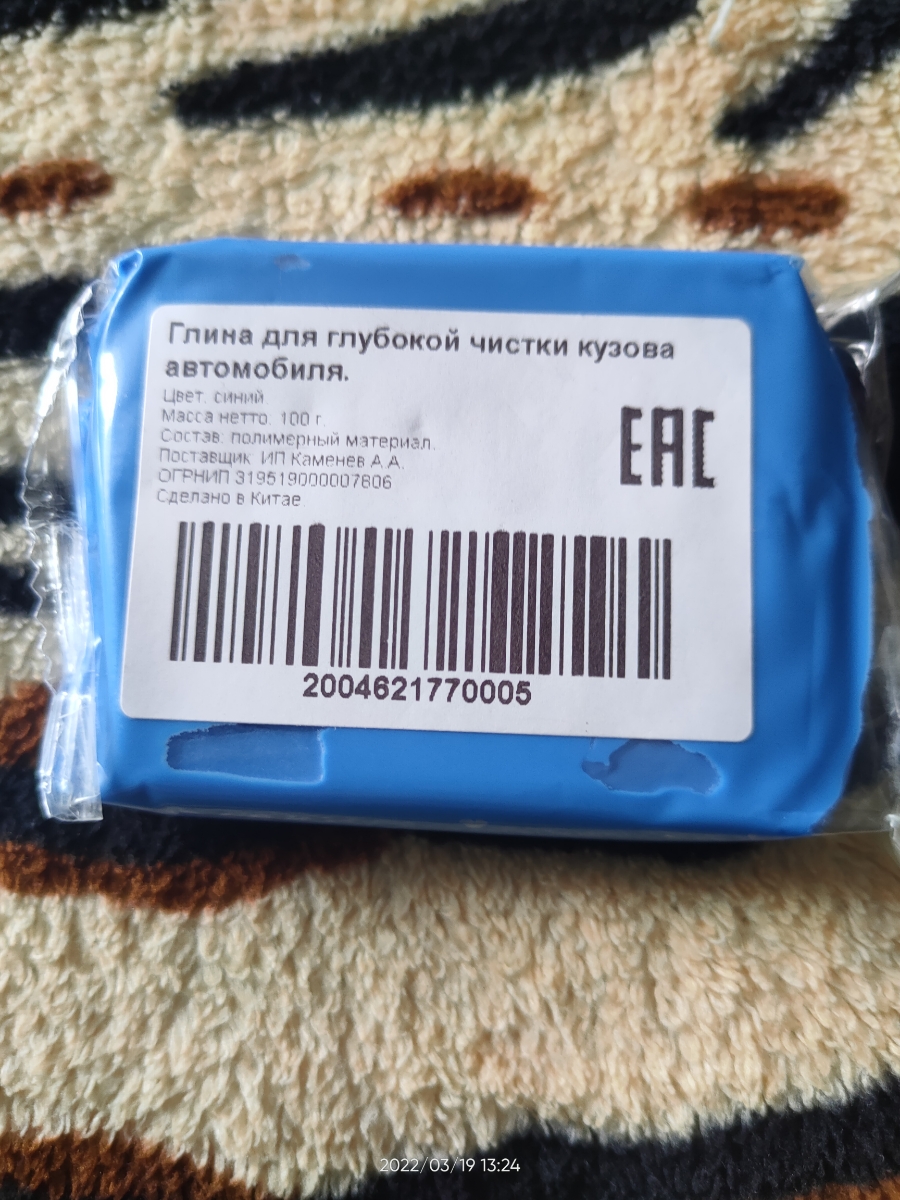 Глина для глубокой чистки кузова
автомобиля.
Цвет: синий.
Масса нетто: 100 г.
Состав: полимерный материал.
Поставщик: ИП Каменев А.А.
ОГРНИП 319519000007806
Сделано в Китае.
EAC
2004621770005
2022/03/19 13:24